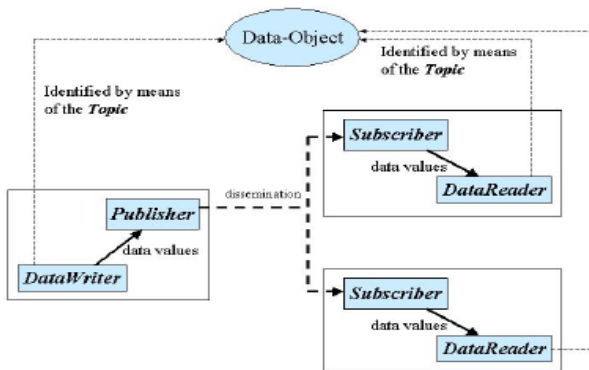 Data-Object
Identified by means
of the Topic
Identified by means
of the Topic
Subscriber
data values
DataReader
dissemination
Publisher
data values
DataWriter
Subscriber
data values
DataReader